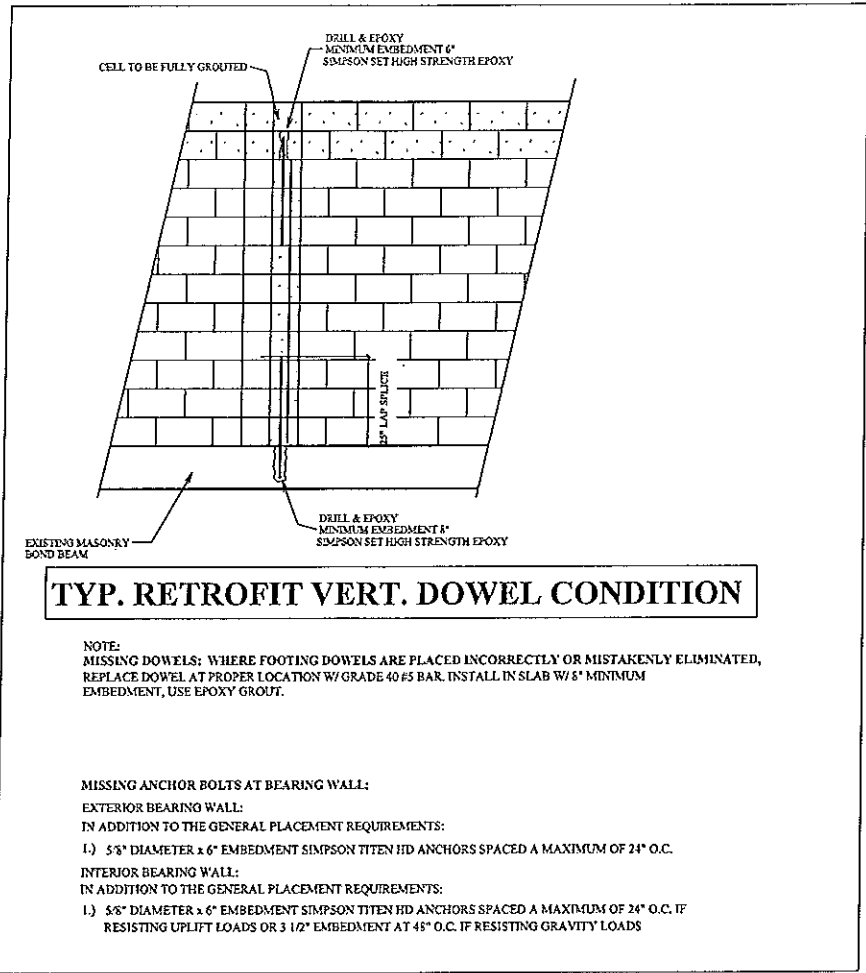 DRILL & EPOXY
MINIMUM EMBEDMENT 6"
SIMPSON SET HIGH STRENGTH EPOXY
CELL TO BE FULLY GROUTED
25" LAP SPLICE
DRILL & EPOXY
MINIMUM EMBEDMENT 8"
SIMPSON SET HIGH STRENGTH EPOXY
EXISTING MASONRY
BOND BEAM
TYP. RETROFIT VERT. DOWEL CONDITION
NOTE:
MISSING DOWELS: WHERE FOOTING DOWELS ARE PLACED INCORRECTLY OR MISTAKENLY ELIMINATED,
REPLACE DOWEL AT PROPER LOCATION W/ GRADE 40 #5 BAR. INSTALL IN SLAB W/ 8" MINIMUM
EMBEDMENT, USE EPOXY GROUT.
MISSING ANCHOR BOLTS AT BEARING WALL:
EXTERIOR BEARING WALL:
IN ADDITION TO THE GENERAL PLACEMENT REQUIREMENTS:
1.) 5/8" DIAMETER x 6" EMBEDMENT SIMPSON TITEN HD ANCHORS SPACED A MAXIMUM OF 24" O.C.
INTERIOR BEARING WALL:
IN ADDITION TO THE GENERAL PLACEMENT REQUIREMENTS:
1.) 5/8" DIAMETER x 6" EMBEDMENT SIMPSON TITEN HD ANCHORS SPACED A MAXIMUM OF 24" O.C. IF
RESISTING UPLIFT LOADS OR 3 1/2" EMBEDMENT AT 48" O.C. IF RESISTING GRAVITY LOADS